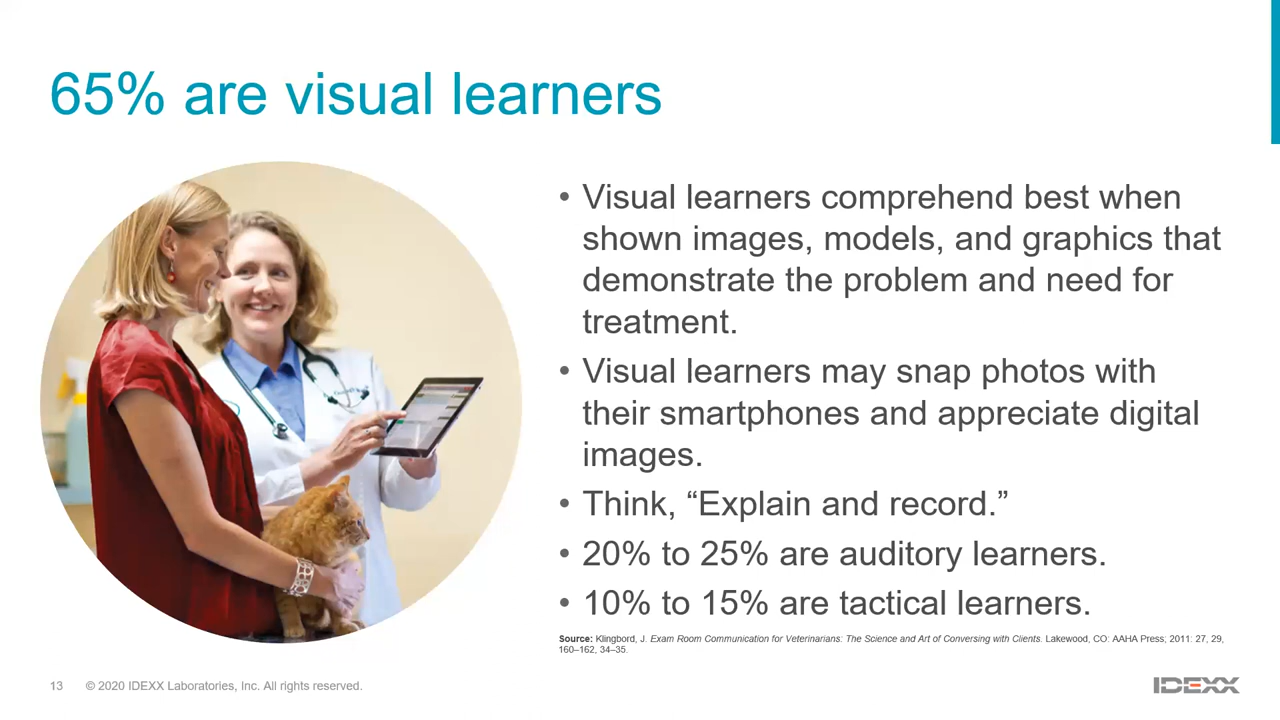 65% are visual learners
• Visual learners comprehend best when
shown images, models, and graphics that
demonstrate the problem and need for
treatment.
• Visual learners may snap photos with
their smartphones and appreciate digital
images.
• Think, “Explain and record.”
• 20% to 25% are auditory learners.
• 10% to 15% are tactical learners.
Source: Klingbord, J. Exam Room Communication for Veterinarians: The Science and Art of Conversing with Clients. Lakewood, CO: AAHA Press; 2011: 27, 29,
160–162, 34–35.
13 © 2020 IDEXX Laboratories, Inc. All rights reserved.
IDEXX